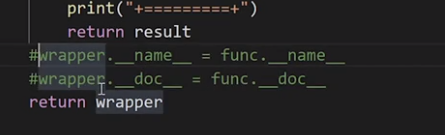 print("+=========+")
return result
#wrapper.__name__ = func.__name__
#wrapper.__doc__ = func.__doc__
return wrapper